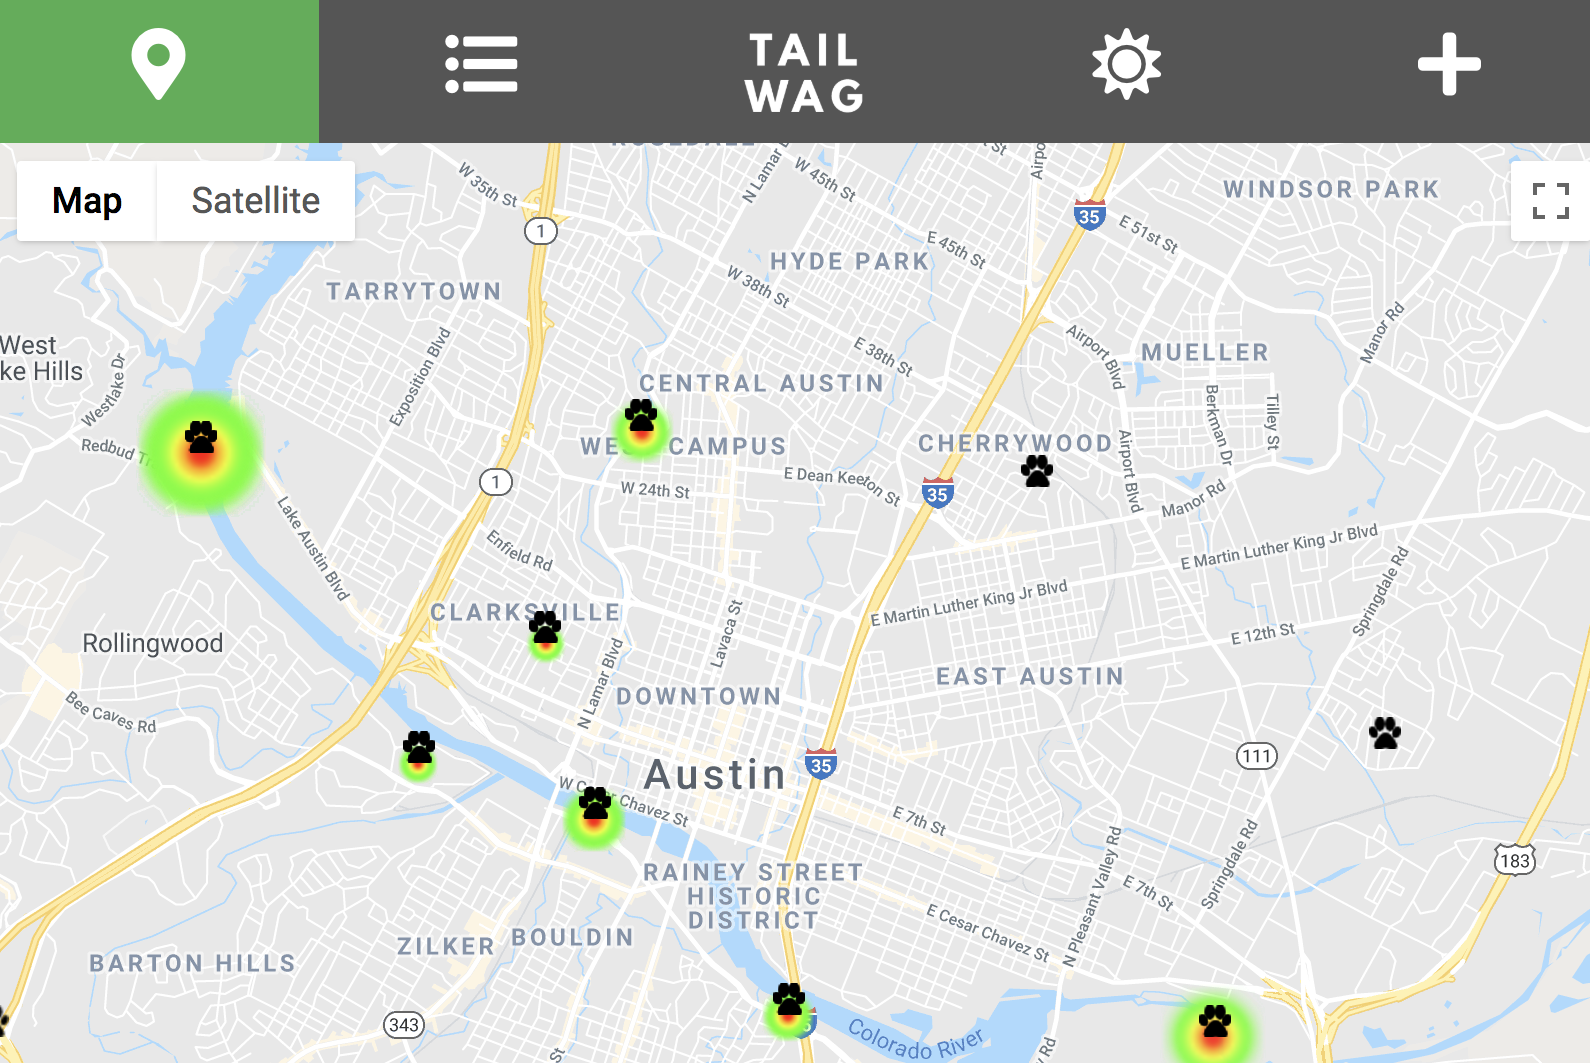 TAIL
WAG
Map
Satellite
W 35th St
N Lamar
W 45th St
WINDSOR PARK
35
E 51st St
1
E 45th St
HYDE PARK
W 38th St
TARRYTOWN
Manor Rd
Airport Blvd
West
ke Hills
Exposition Blvd
E 38th St
MUELLER
Westlake Dr
CENTRAL AUSTIN
Berkman Dr
Tilley St
Redbud
CAMPUS
CHERRYWOOD
Airport Blvd
1
W 24th St
E Dean Keeton St
35
Manor Rd
Lake Austin Blvd
Enfield Rd
E Martin Luther King Jr Blvd
E Martin Luther King Jr Blvd
Springdale Rd
CLARKSVILLE
Lavaca St
E 12th St
Rollingwood
N Lamar Blvd
EAST AUSTIN
DOWNTOWN
Bee Caves Rd
111
Austin
35
Chavez St
E 7th St
183
RAINEY STREET
HISTORIC
DISTRICT
E 7th St
Springdale Rd
N Pleasant Valley Rd
E Cesar Chavez St
BOULDIN
ZILKER
BARTON HILLS
343
Colorado River
St
Rd